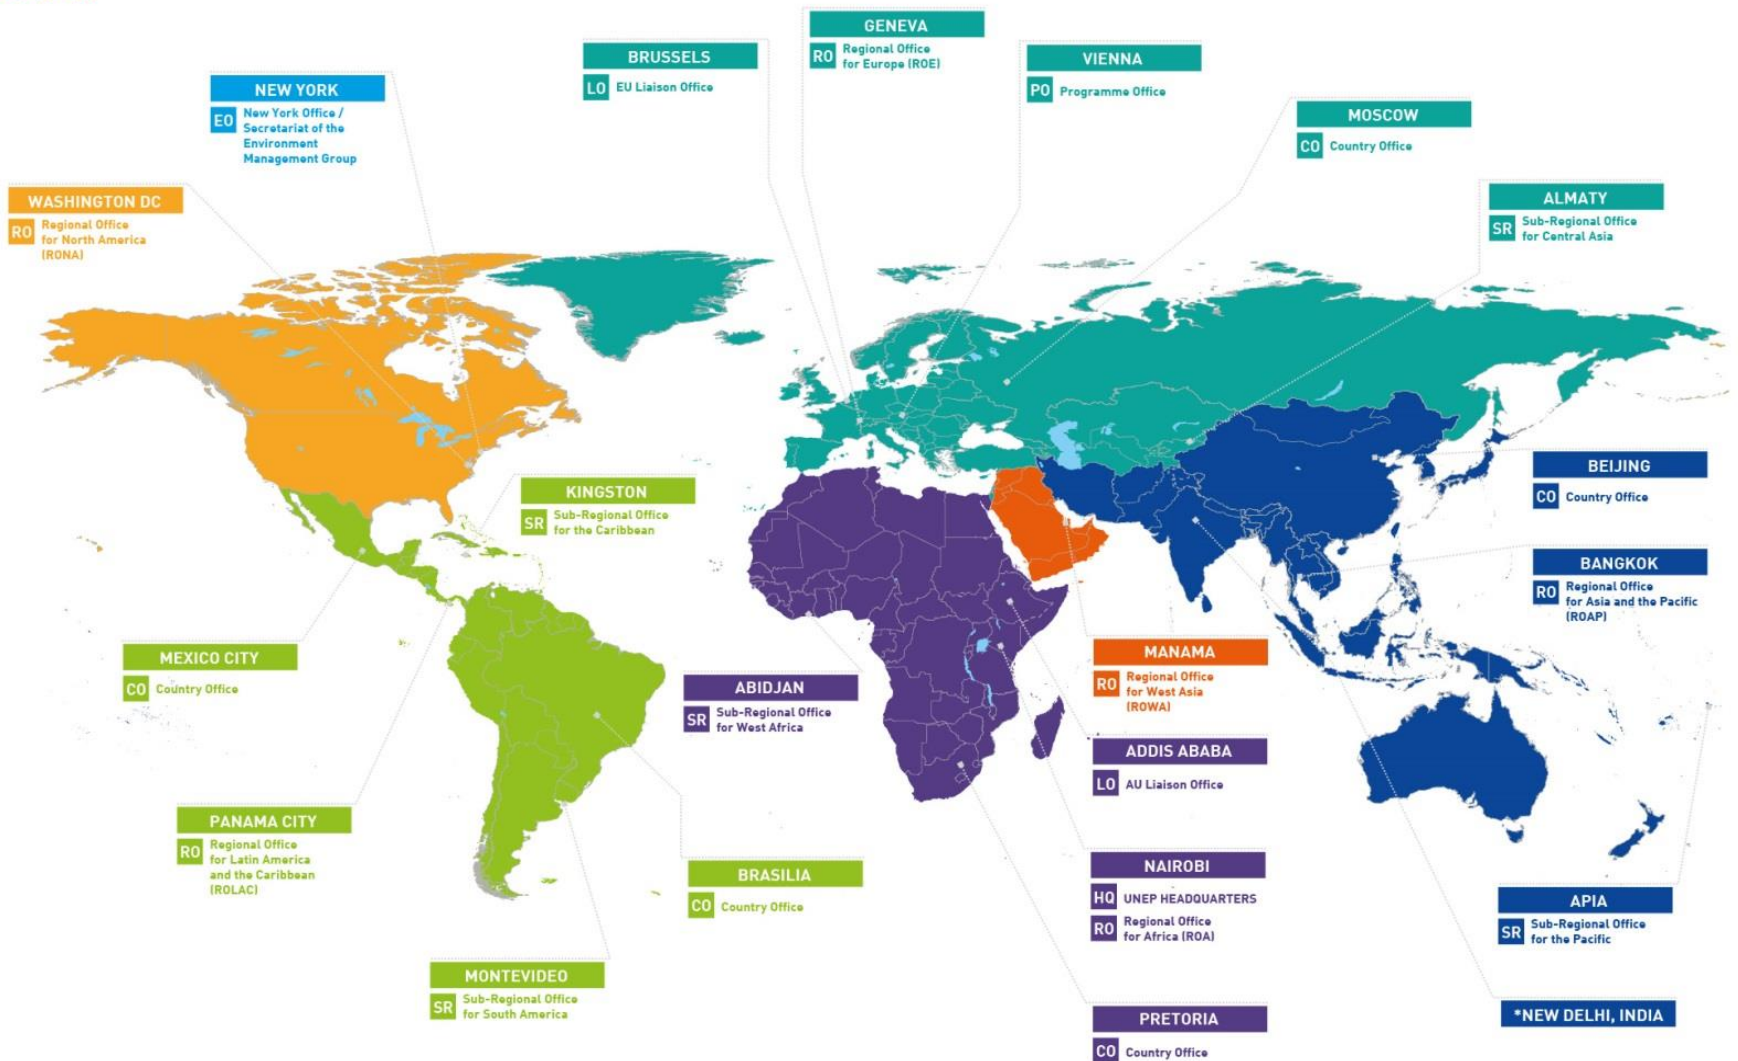 GENEVA
RO
Regional Office
for Europe (ROE)
BRUSSELS
LO
EU Liaison Office
VIENNA
PO
Programme Office
NEW YORK
EO
New York Office /
Secretariat of the
Environment
Management Group
MOSCOW
CO
Country Office
WASHINGTON DC
RO
Regional Office
for North America
(RONA)
ALMATY
SR
Sub-Regional Office
for Central Asia
KINGSTON
SR
Sub-Regional Office
for the Caribbean
BEIJING
CO
Country Office
BANGKOK
RO
Regional Office
for Asia and the Pacific
(ROAP)
MEXICO CITY
CO
Country Office
ABIDJAN
SR
Sub-Regional Office
for West Africa
MANAMA
RO
Regional Office
for West Asia
(ROWA)
ADDIS ABABA
LO
AU Liaison Office
PANAMA CITY
RO
Regional Office
for Latin America
and the Caribbean
(ROLAC)
BRASILIA
CO
Country Office
NAIROBI
HQ
UNEP HEADQUARTERS
RO
Regional Office
for Africa (ROA)
APIA
SR
Sub-Regional Office
for the Pacific
MONTEVIDEO
SR
Sub-Regional Office
for South America
*NEW DELHI, INDIA
PRETORIA
CO
Country Office